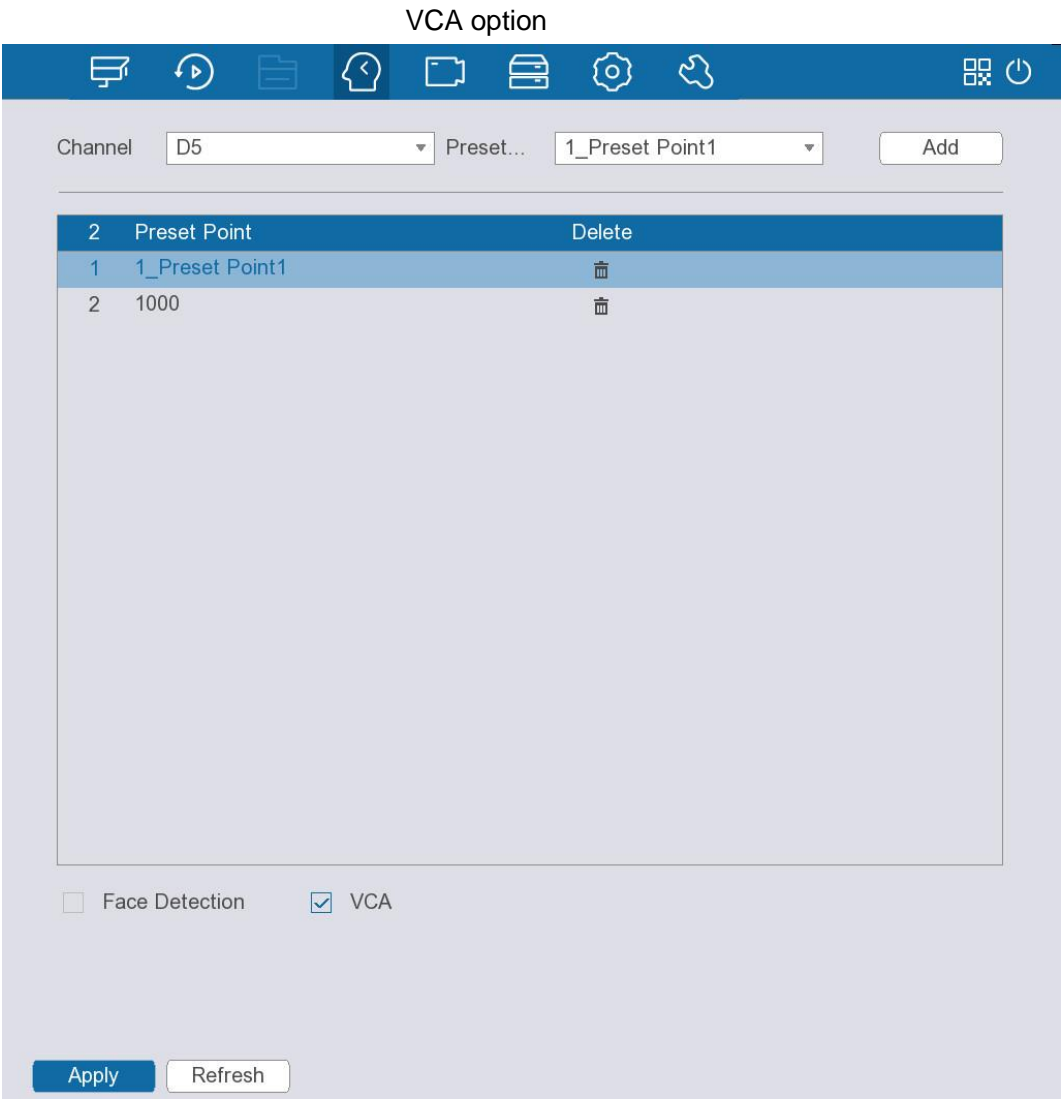 VCA option
Channel D5 Preset... 1_Preset Point1 Add
2 Preset Point Delete
1 1_Preset Point1
2 1000
Face Detection VCA
Apply Refresh